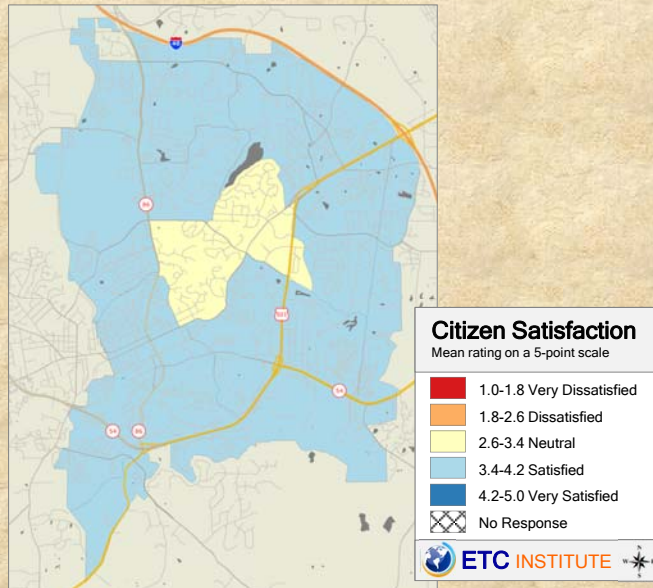 40
86
501
54
54
86
Citizen Satisfaction
Mean rating on a 5-point scale
1.0-1.8 Very Dissatisfied
1.8-2.6 Dissatisfied
2.6-3.4 Neutral
3.4-4.2 Satisfied
4.2-5.0 Very Satisfied
No Response
ETC INSTITUTE